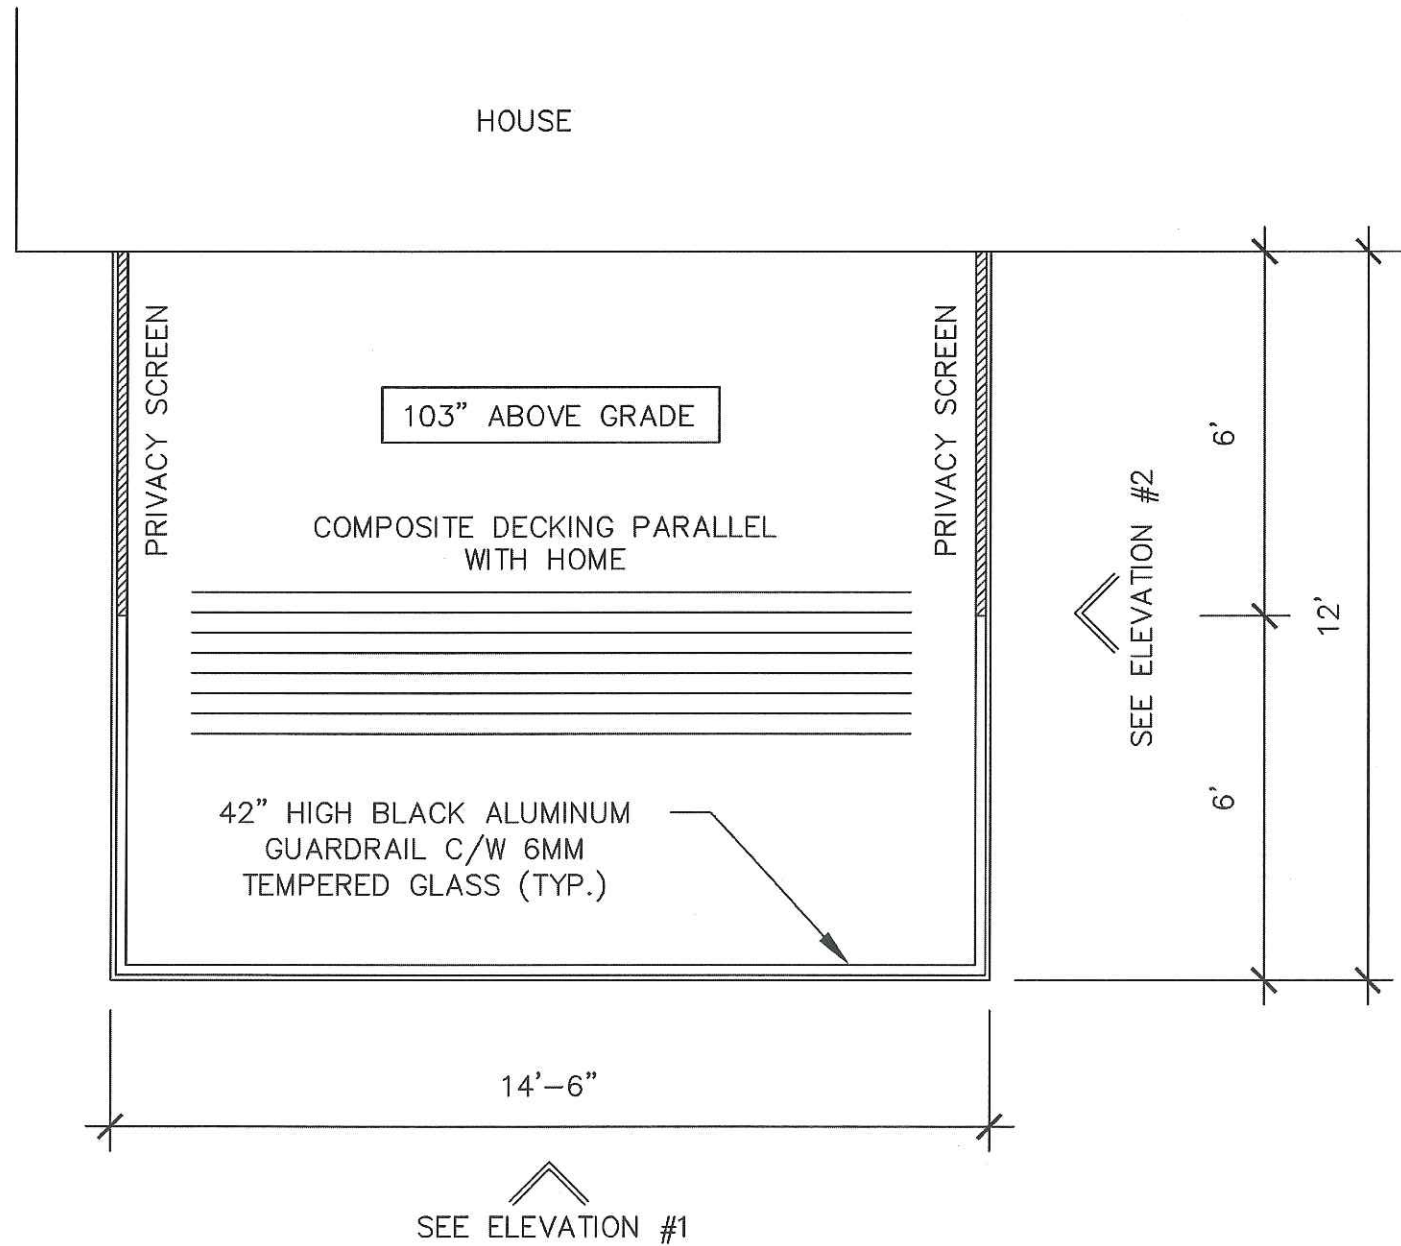 HOUSE
PRIVACY SCREEN
PRIVACY SCREEN
103” ABOVE GRADE
COMPOSITE DECKING PARALLEL
WITH HOME
6’
12’
SEE ELEVATION #2
6’
42” HIGH BLACK ALUMINUM
GUARDRAIL C/W 6MM
TEMPERED GLASS (TYP.)
14’–6”
SEE ELEVATION #1